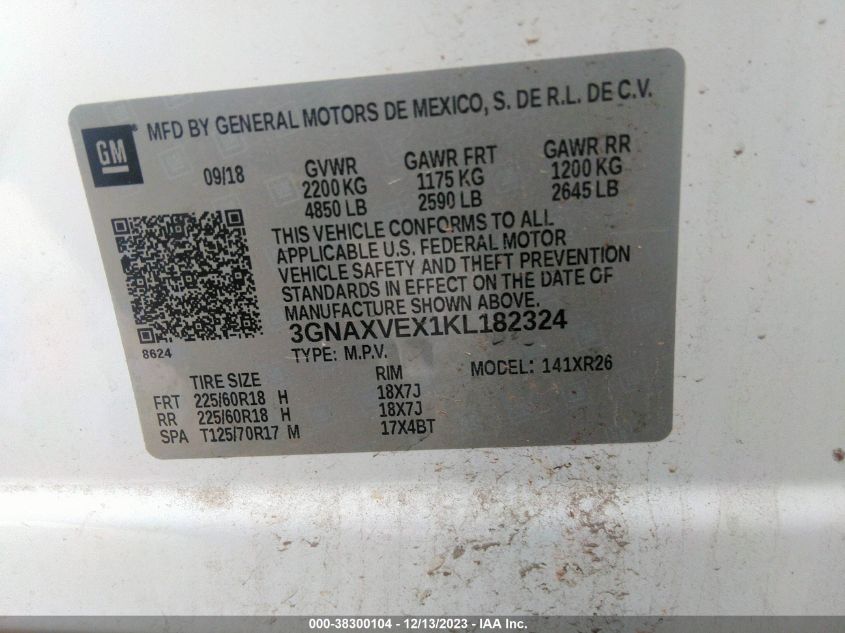 GM ® MFD BY GENERAL MOTORS DE MEXICO, S. DE R.L. DE C.V.
09/18 GVWR GAWR FRT GAWR RR
2200 KG 1175 KG 1200 KG
4850 LB 2590 LB 2645 LB
THIS VEHICLE CONFORMS TO ALL
APPLICABLE U.S. FEDERAL MOTOR
VEHICLE SAFETY AND THEFT PREVENTION
STANDARDS IN EFFECT ON THE DATE OF
MANUFACTURE SHOWN ABOVE.
3GNAXVEX1KL182324
8624
TYPE: M.P.V. MODEL: 141XR26
TIRE SIZE RIM
FRT 225/60R18 H 18X7J
RR 225/60R18 H 18X7J
SPA T125/70R17 M 17X4BT
000-38300104 - 12/13/2023 - IAA Inc.